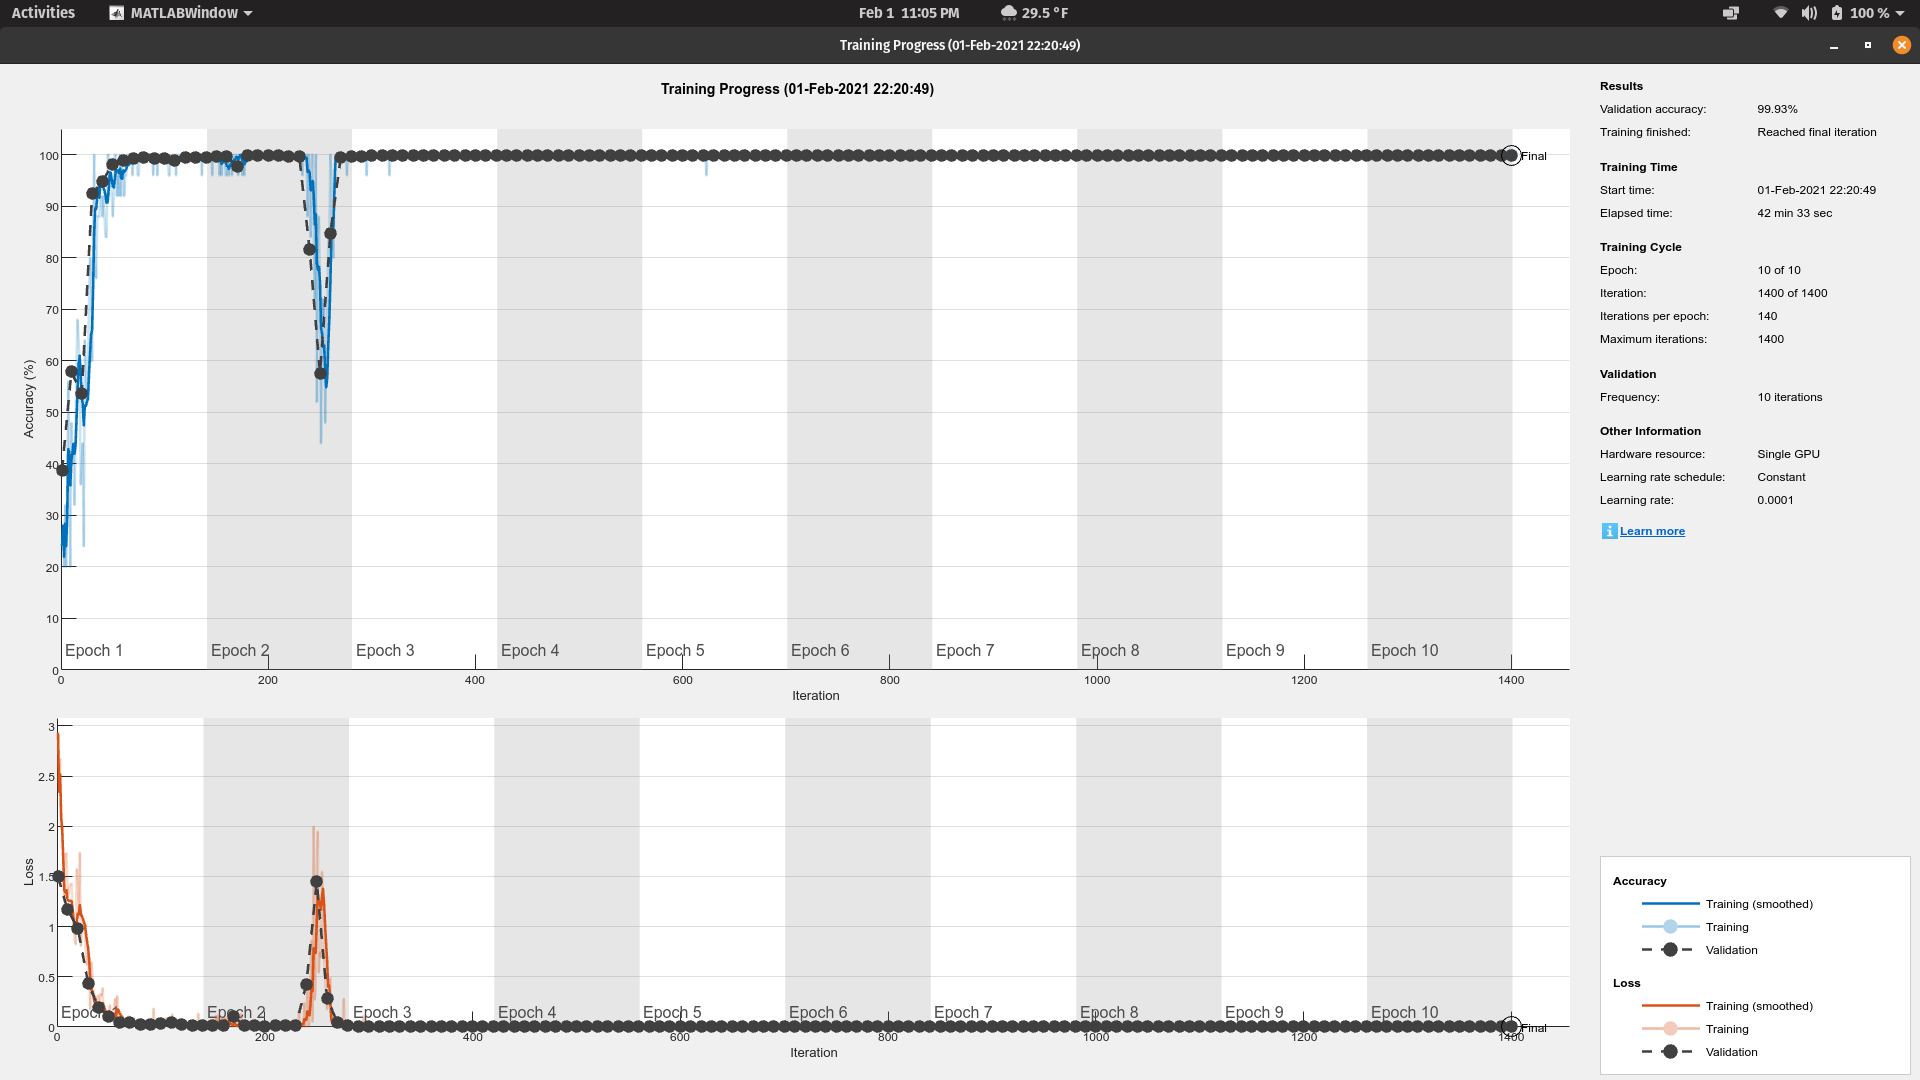 Activities MATLABWindow Feb 1 11:05 PM 29.5 °F 100 %
Training Progress (01-Feb-2021 22:20:49)
Training Progress (01-Feb-2021 22:20:49)
100
90
80
70
60
50
40
30
20
10
0
Accuracy (%)
Final
Epoch 1 Epoch 2 Epoch 3 Epoch 4 Epoch 5 Epoch 6 Epoch 7 Epoch 8 Epoch 9 Epoch 10
0 200 400 600 800 1000 1200 1400
Iteration
3
2.5
2
1.5
1
0.5
0
Loss
Final
Epoch 2 Epoch 3 Epoch 4 Epoch 5 Epoch 6 Epoch 7 Epoch 8 Epoch 9 Epoch 10
0 200 400 600 800 1000 1200 1400
Iteration
Results
Validation accuracy: 99.93%
Training finished: Reached final iteration
Training Time
Start time: 01-Feb-2021 22:20:49
Elapsed time: 42 min 33 sec
Training Cycle
Epoch: 10 of 10
Iteration: 1400 of 1400
Iterations per epoch: 140
Maximum iterations: 1400
Validation
Frequency: 10 iterations
Other Information
Hardware resource: Single GPU
Learning rate schedule: Constant
Learning rate: 0.0001
Learn more
Accuracy
Training (smoothed)
Training
Validation
Loss
Training (smoothed)
Training
Validation